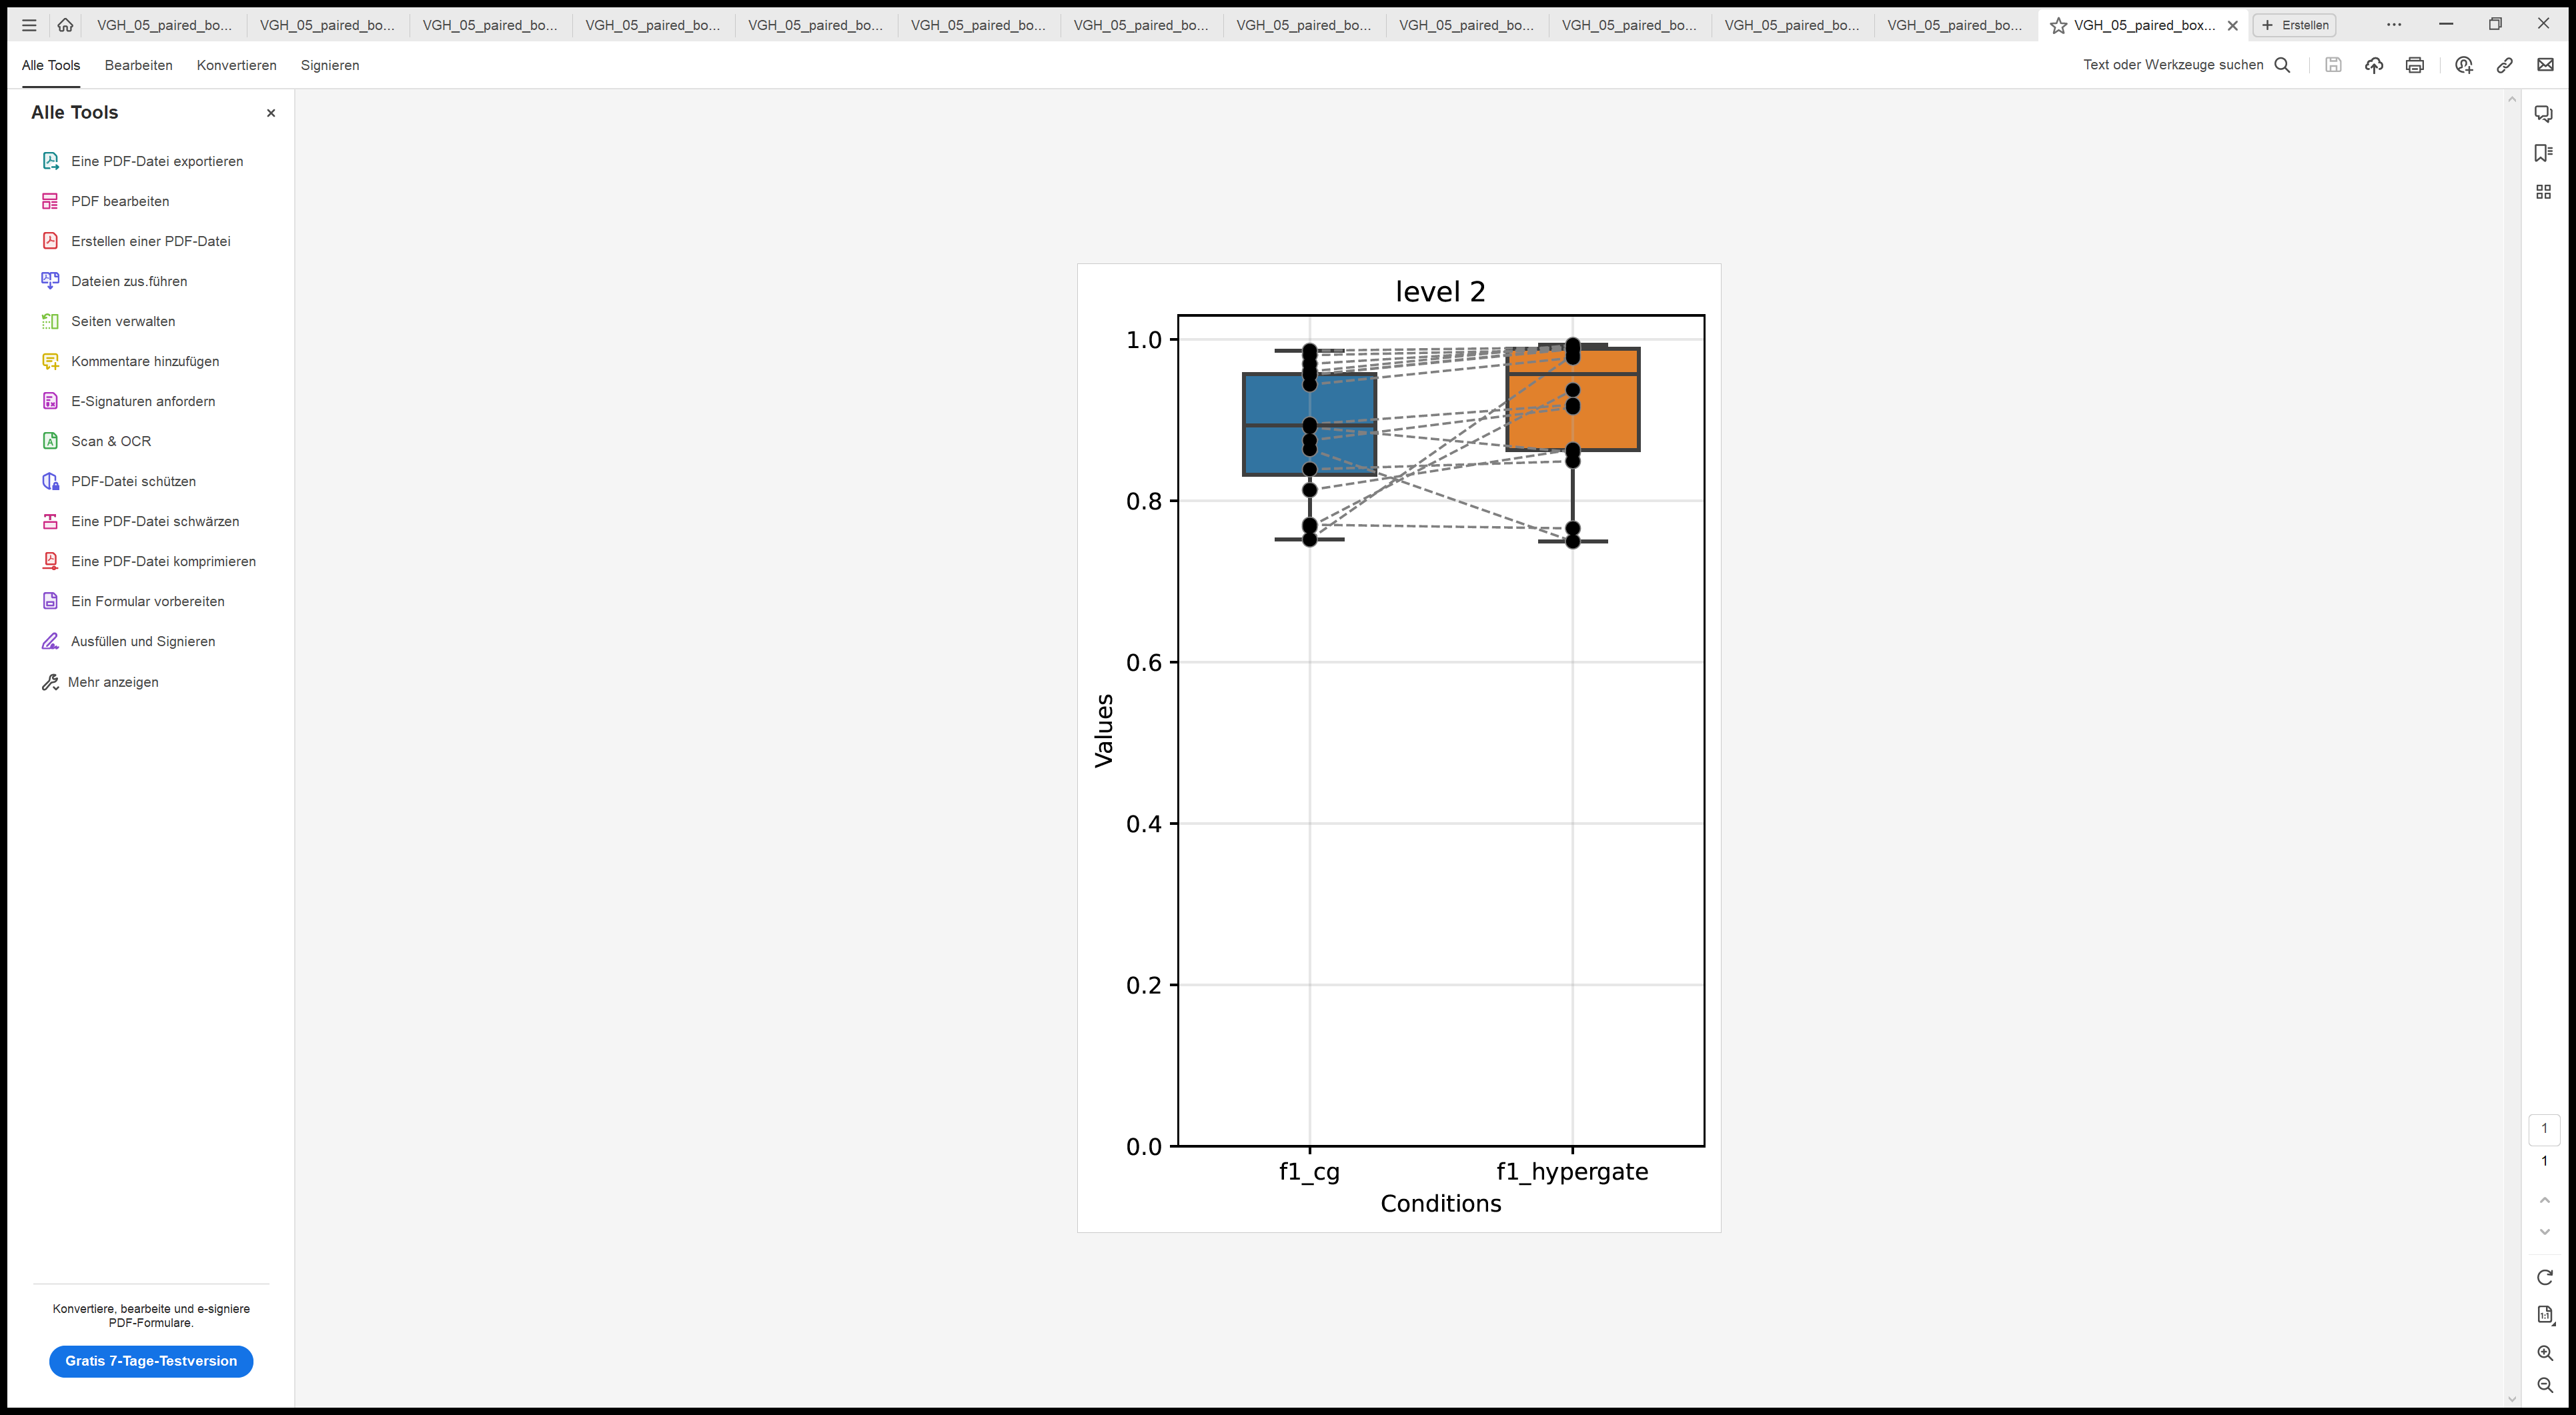 VGH_05_paired_bo... VGH_05_paired_bo... VGH_05_paired_bo... VGH_05_paired_bo... VGH_05_paired_bo... VGH_05_paired_bo... VGH_05_paired_bo... VGH_05_paired_bo... VGH_05_paired_bo... VGH_05_paired_bo... VGH_05_paired_bo... VGH_05_paired_bo... VGH_05_paired_box... Erstellen
Alle Tools Bearbeiten Konvertieren Signieren Text oder Werkzeuge suchen
Alle Tools
Eine PDF-Datei exportieren
PDF bearbeiten
Erstellen einer PDF-Datei
Dateien zus.führen
Seiten verwalten
Kommentare hinzufügen
E-Signaturen anfordern
Scan & OCR
PDF-Datei schützen
Eine PDF-Datei schwärzen
Eine PDF-Datei komprimieren
Ein Formular vorbereiten
Ausfüllen und Signieren
Mehr anzeigen
Konvertiere, bearbeite und e-signiere
PDF-Formulare.
Gratis 7-Tage-Testversion
level 2
1.0
0.8
0.6
0.4
0.2
0.0
Values
f1_cg f1_hypergate
Conditions
1
1